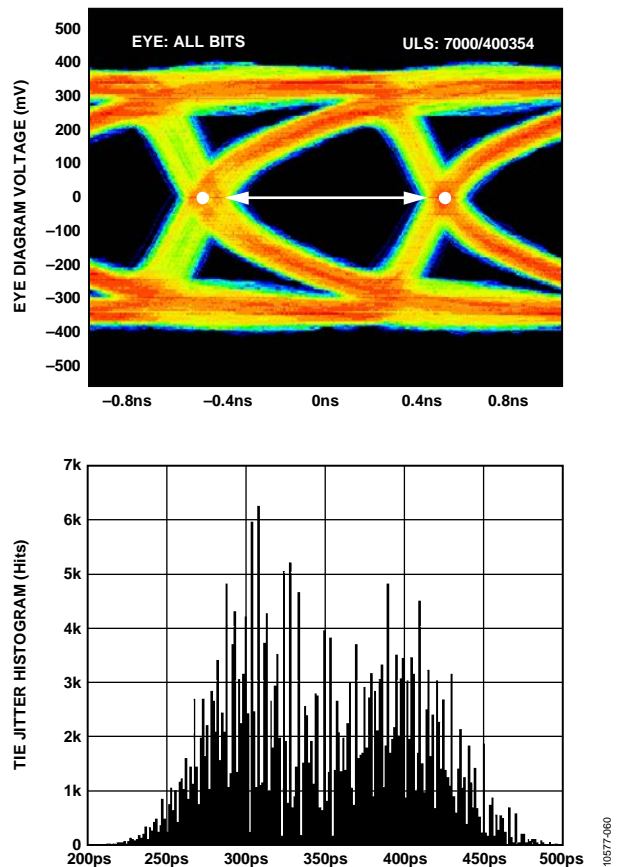 EYE: ALL BITS
ULS: 7000/400354
EYE DIAGRAM VOLTAGE (mV)
500
400
300
200
100
0
–100
–200
–300
–400
–500
–0.8ns
–0.4ns
0ns
0.4ns
0.8ns
TIE JITTER HISTOGRAM (Hits)
7k
6k
5k
4k
3k
2k
1k
0
200ps
250ps
300ps
350ps
400ps
450ps
500ps
10577-060